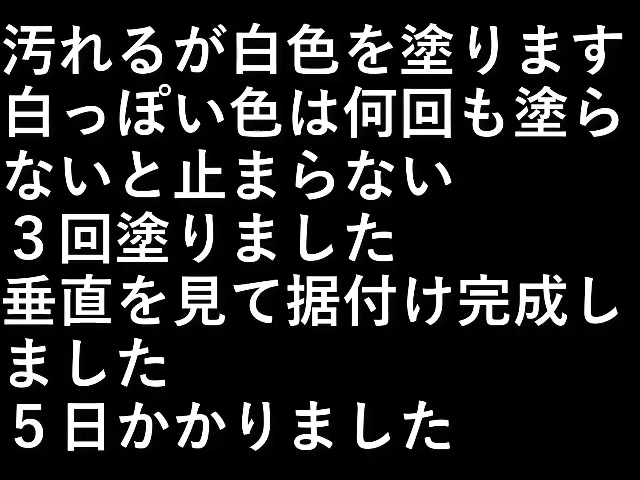 汚れるが白色を塗ります
白っぽい色は何回も塗ら
ないと止まらない
３回塗りました
垂直を見て据付け完成し
ました
５日かかりました